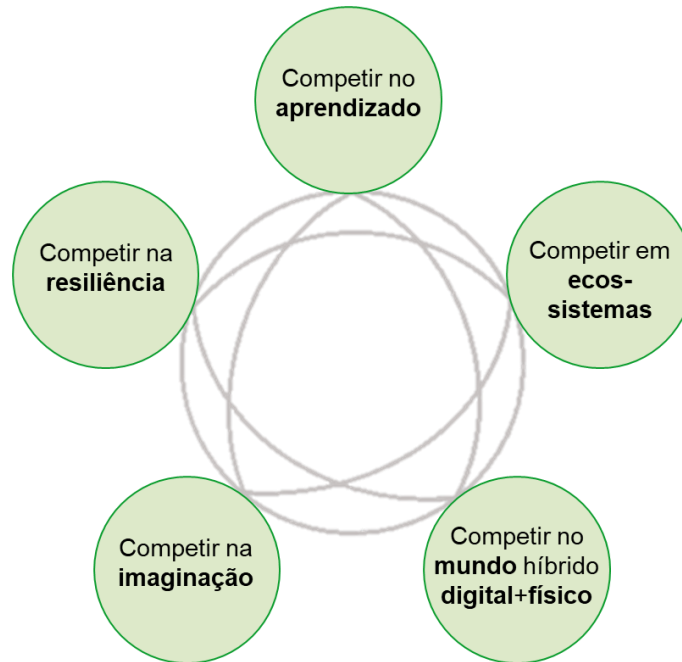 Competir no
aprendizado
Competir na
resiliência
Competir em
ecos-
sistemas
Competir na
imaginação
Competir no
mundo híbrido
digital+físico